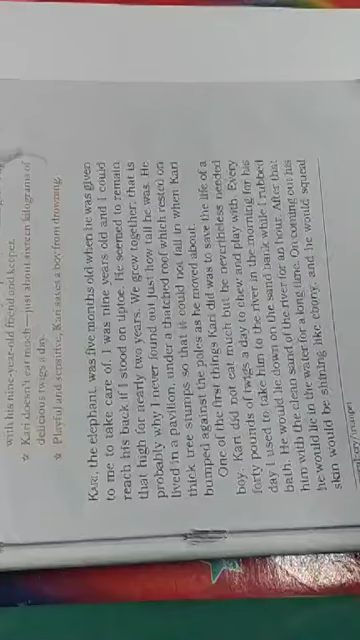 with his nine-year-old friend and keeper.
☆ Kari doesn't eat much — just about sixteen kilograms of
delicious twigs a day.
☆ Playful and sensitive, Kari saves a boy from drowning.
KARI, the elephant, was five months old when he was given
to me to take care of. I was nine years old and I could
reach his back if I stood on tiptoe. He seemed to remain
that high for nearly two years. We grew together; that is
probably why I never found out just how tall he was. He
lived in a pavilion, under a thatched roof which rested on
thick tree stumps so that it could not fall in when Kari
bumped against the poles as he moved about.
One of the first things Kari did was to save the life of a
boy. Kari did not eat much but he nevertheless needed
forty pounds of twigs a day to chew and play with. Every
day I used to take him to the river in the morning for his
bath. He would lie down on the sand bank while I rubbed
him with the clean sand of the river for an hour. After that
he would lie in the water for a long time. On coming out his
skin would be shining like ebony, and he would squeal